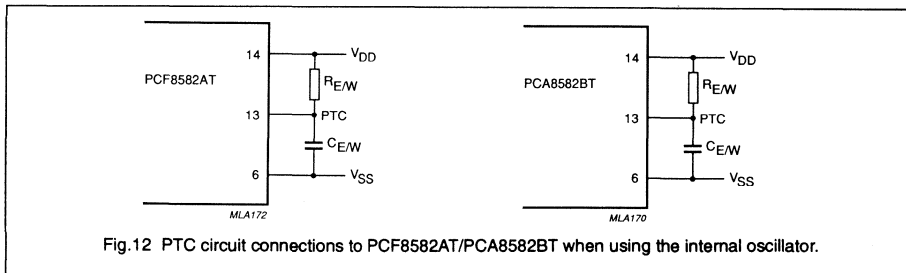 14
VDD
PCF8582AT
RE/W
13
PTC
CE/W
6
VSS
MLA172
14
VDD
PCA8582BT
RE/W
13
PTC
CE/W
6
VSS
MLA170
Fig.12 PTC circuit connections to PCF8582AT/PCA8582BT when using the internal oscillator.